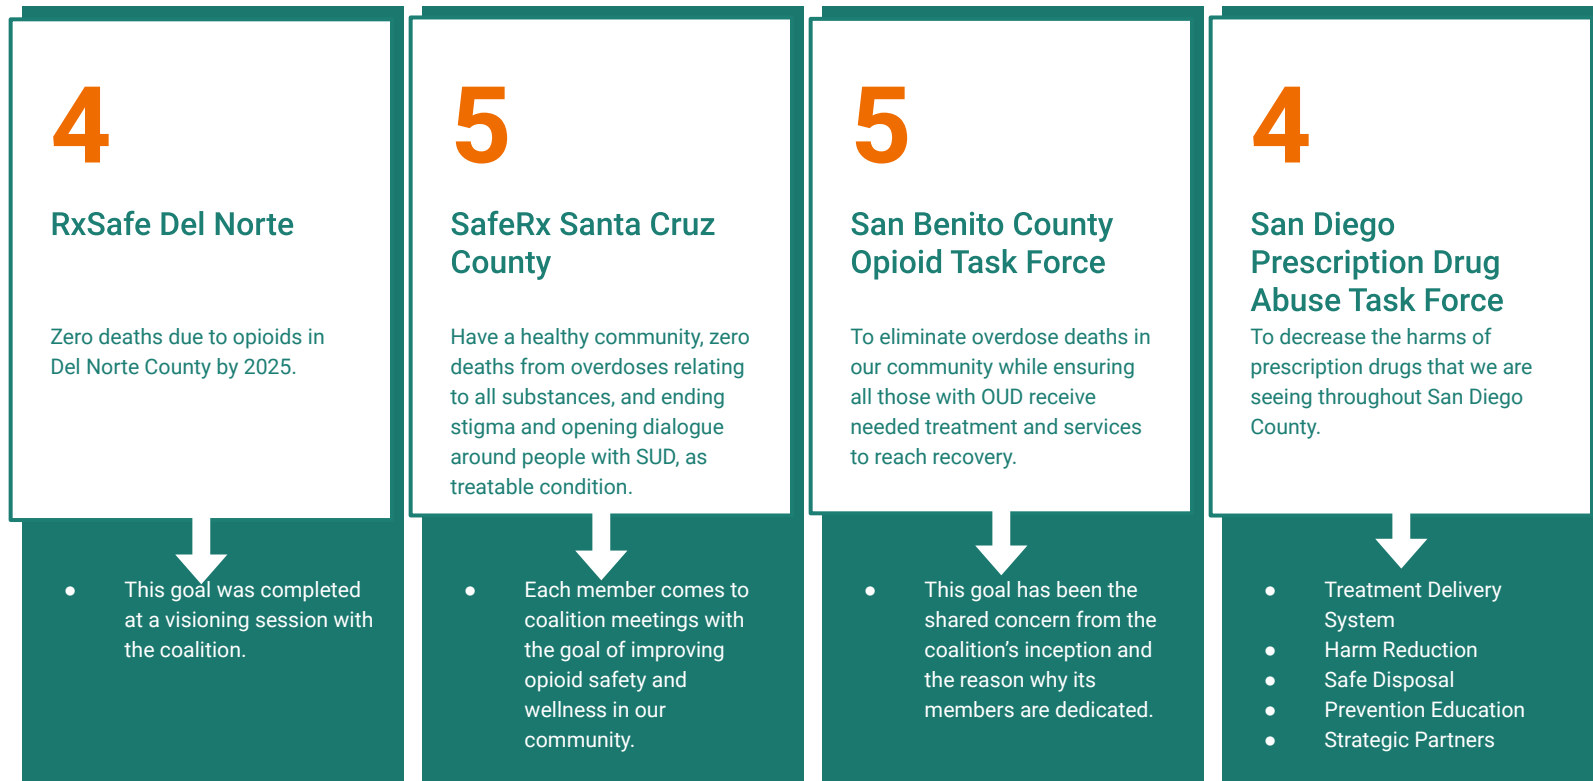 4
RxSafe Del Norte
Zero deaths due to opioids in
Del Norte County by 2025.
● This goal was completed
at a visioning session with
the coalition.
5
SafeRx Santa Cruz
County
Have a healthy community, zero
deaths from overdoses relating
to all substances, and ending
stigma and opening dialogue
around people with SUD, as
treatable condition.
● Each member comes to
coalition meetings with
the goal of improving
opioid safety and
wellness in our
community.
5
San Benito County
Opioid Task Force
To eliminate overdose deaths in
our community while ensuring
all those with OUD receive
needed treatment and services
to reach recovery.
● This goal has been the
shared concern from the
coalition’s inception and
the reason why its
members are dedicated.
4
San Diego
Prescription Drug
Abuse Task Force
To decrease the harms of
prescription drugs that we are
seeing throughout San Diego
County.
● Treatment Delivery
System
● Harm Reduction
● Safe Disposal
● Prevention Education
● Strategic Partners